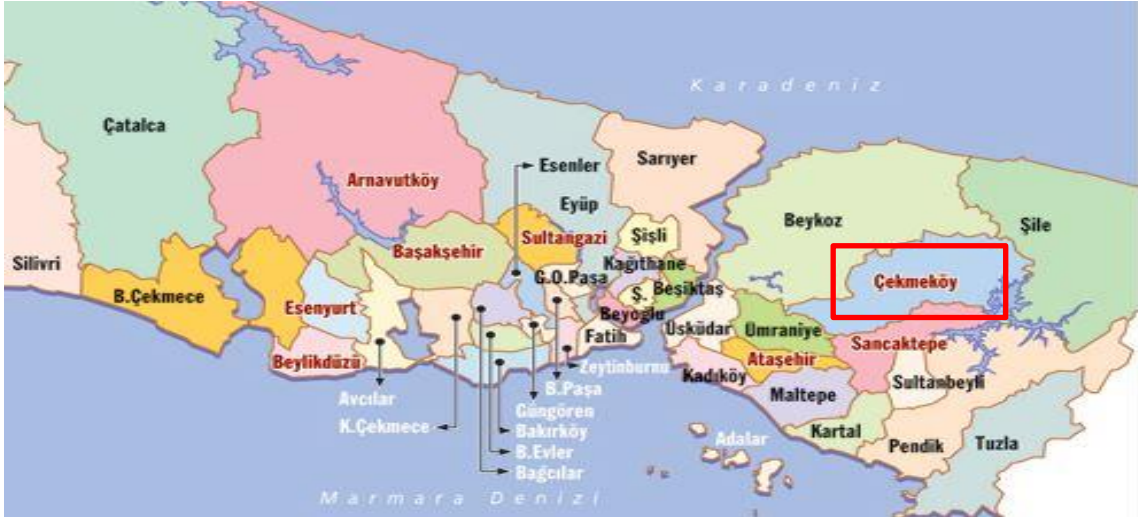 Karadeniz
Çatalca
Sarıyer
Esenler
Arnavutköy
Eyüp
Beykoz
Şile
Şişli
Sultangazi
Başakşehir
Silivri
Kağıthane
G.O.Paşa
Çekmeköy
B.Çekmece
Beşiktaş
Ş.
Esenyurt
Beyoğlu
Üsküdar
Ümraniye
Fatih
Sancaktepe
Ataşehir
Beylikdüzü
Zeytinburnu
Kadıköy
Sultanbeyli
B.Paşa
Maltepe
Avcılar
Güngören
K.Çekmece
Bakırköy
Kartal
Adalar
Pendik
Tuzla
B.Evler
Bağcılar
Marmara Denizi